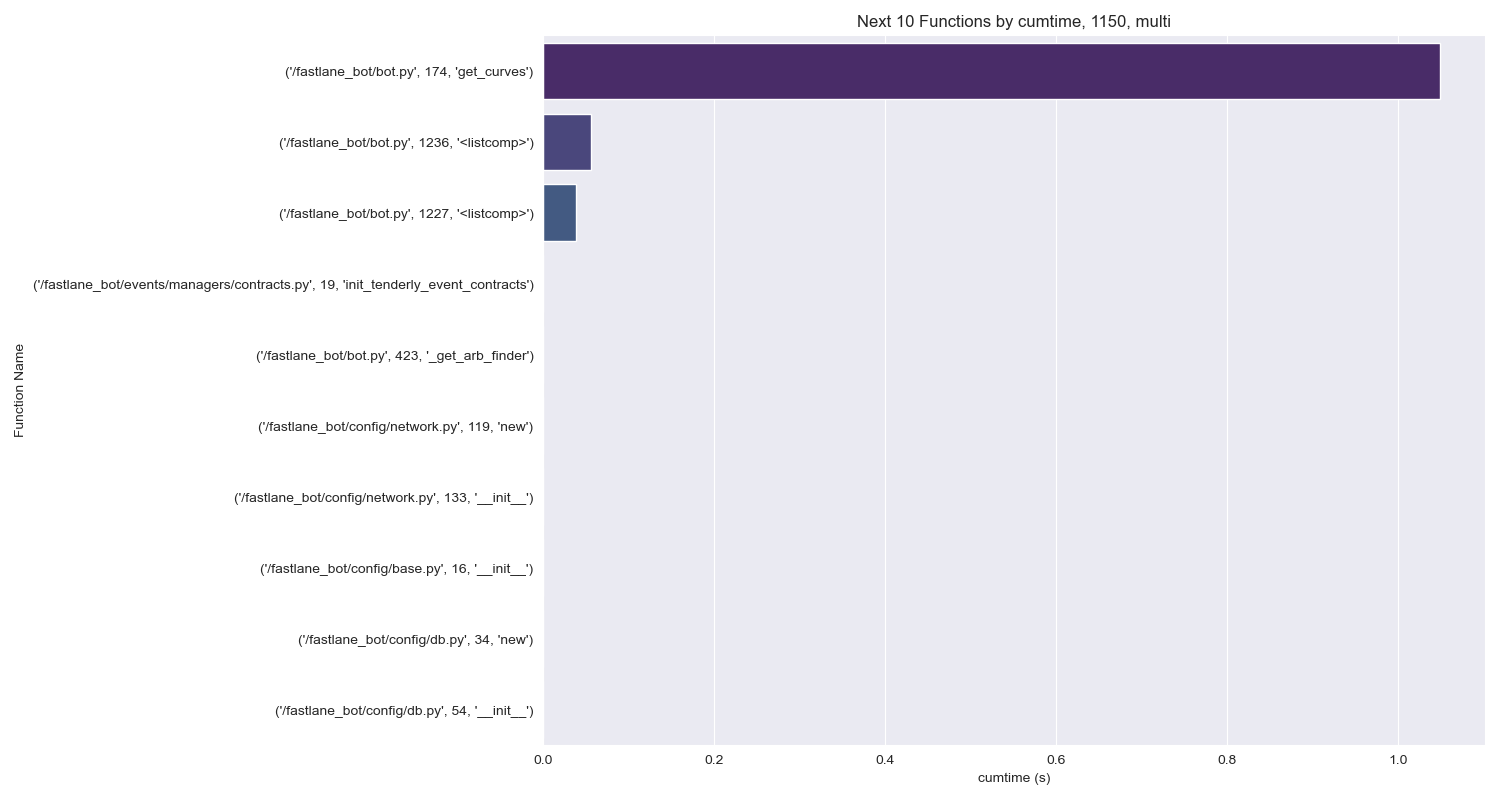 Next 10 Functions by cumtime, 1150, multi
('/fastlane_bot/bot.py', 174, 'get_curves')
('/fastlane_bot/bot.py', 1236, '<listcomp>')
('/fastlane_bot/bot.py', 1227, '<listcomp>')
('/fastlane_bot/events/managers/contracts.py', 19, 'init_tenderly_event_contracts')
('/fastlane_bot/bot.py', 423, '_get_arb_finder')
('/fastlane_bot/config/network.py', 119, 'new')
('/fastlane_bot/config/network.py', 133, '__init__')
('/fastlane_bot/config/base.py', 16, '__init__')
('/fastlane_bot/config/db.py', 34, 'new')
('/fastlane_bot/config/db.py', 54, '__init__')
Function Name
0.0 0.2 0.4 0.6 0.8 1.0
cumtime (s)